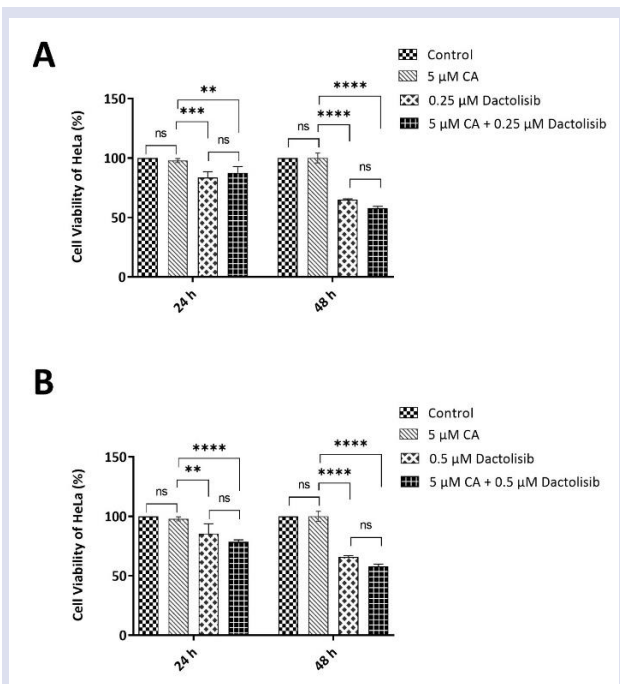 A
Control
5 µM CA
0.25 µM Dactolisib
5 µM CA + 0.25 µM Dactolisib
Cell Viability of HeLa (%)
150
100
50
0
ns
***
**
ns
ns
****
****
ns
24 h
48 h
B
Control
5 µM CA
0.5 µM Dactolisib
5 µM CA + 0.5 µM Dactolisib
Cell Viability of HeLa (%)
150
100
50
0
ns
**
****
ns
ns
****
****
ns
24 h
48 h